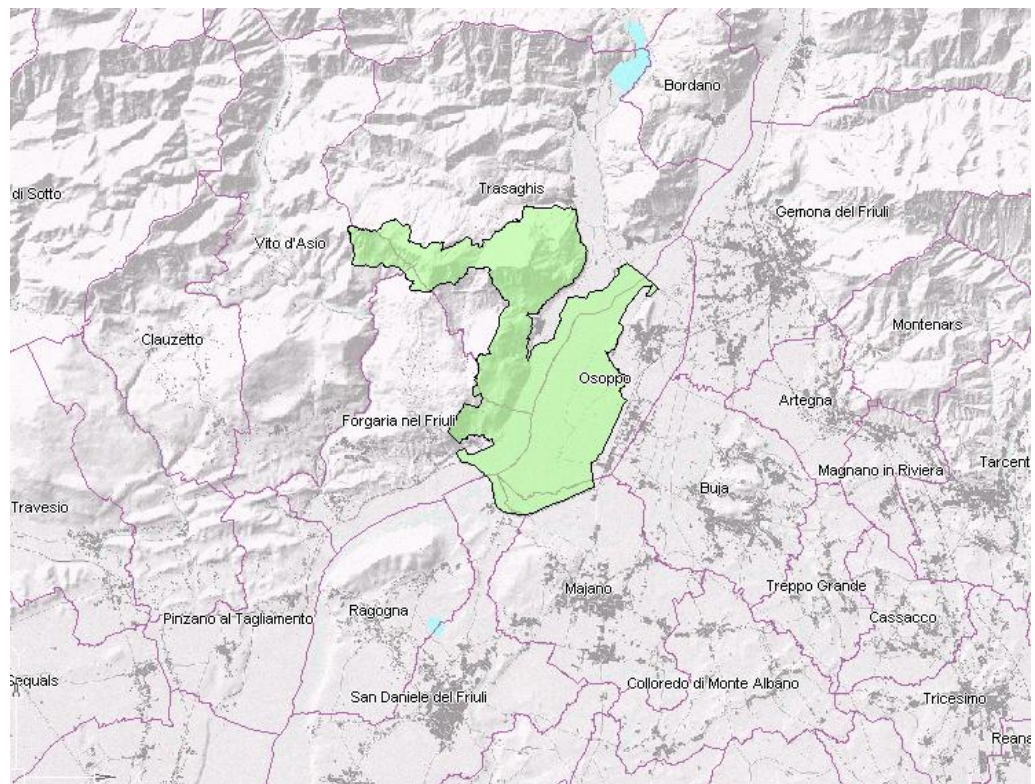 Bordano
Trasaghis
di Sotto
Gemona del Friuli
Vito d'Asio
Montenars
Clauzetto
Osoppo
Artegna
Forgaria nel Friuli
Tarcent
Magnano in Riviera
Buja
Travesio
Treppo Grande
Majano
Ragogna
Pinzano al Tagliamento
Cassacco
Sequals
Colloredo di Monte Albano
San Daniele del Friuli
Tricesimo
Reana